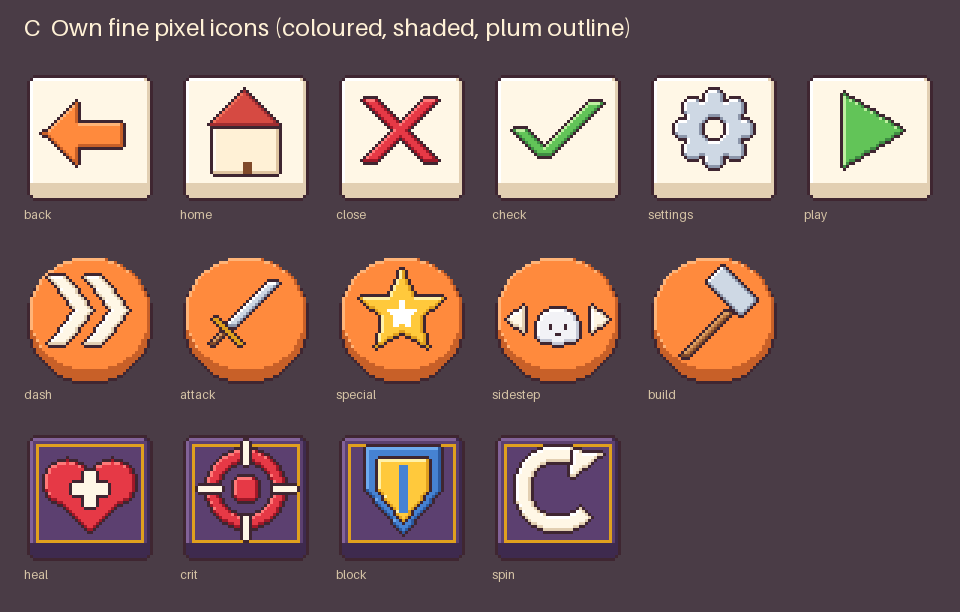 C Own fine pixel icons (coloured, shaded, plum outline)
back home close check settings play
dash attack special sidestep build
heal crit block spin